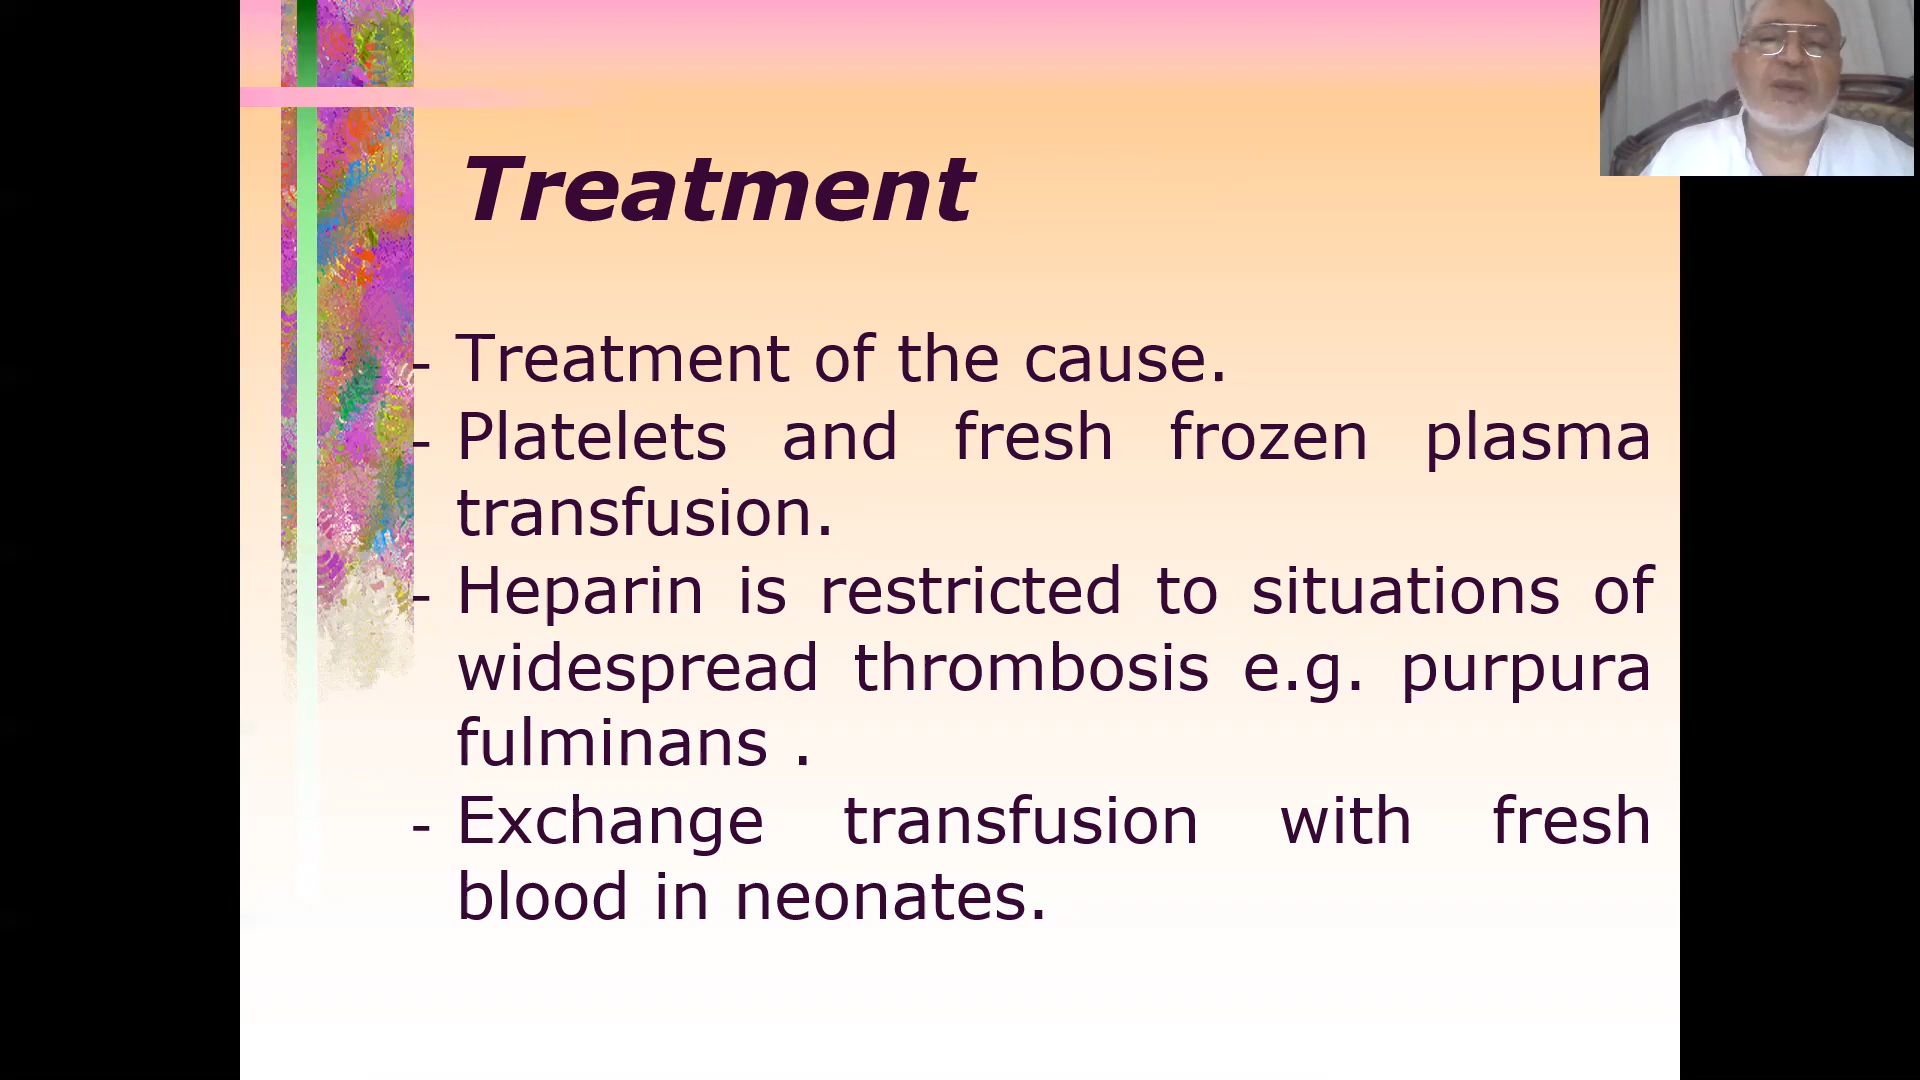 Treatment
- Treatment of the cause.
- Platelets and fresh frozen plasma
transfusion.
- Heparin is restricted to situations of
widespread thrombosis e.g. purpura
fulminans .
- Exchange transfusion with fresh
blood in neonates.